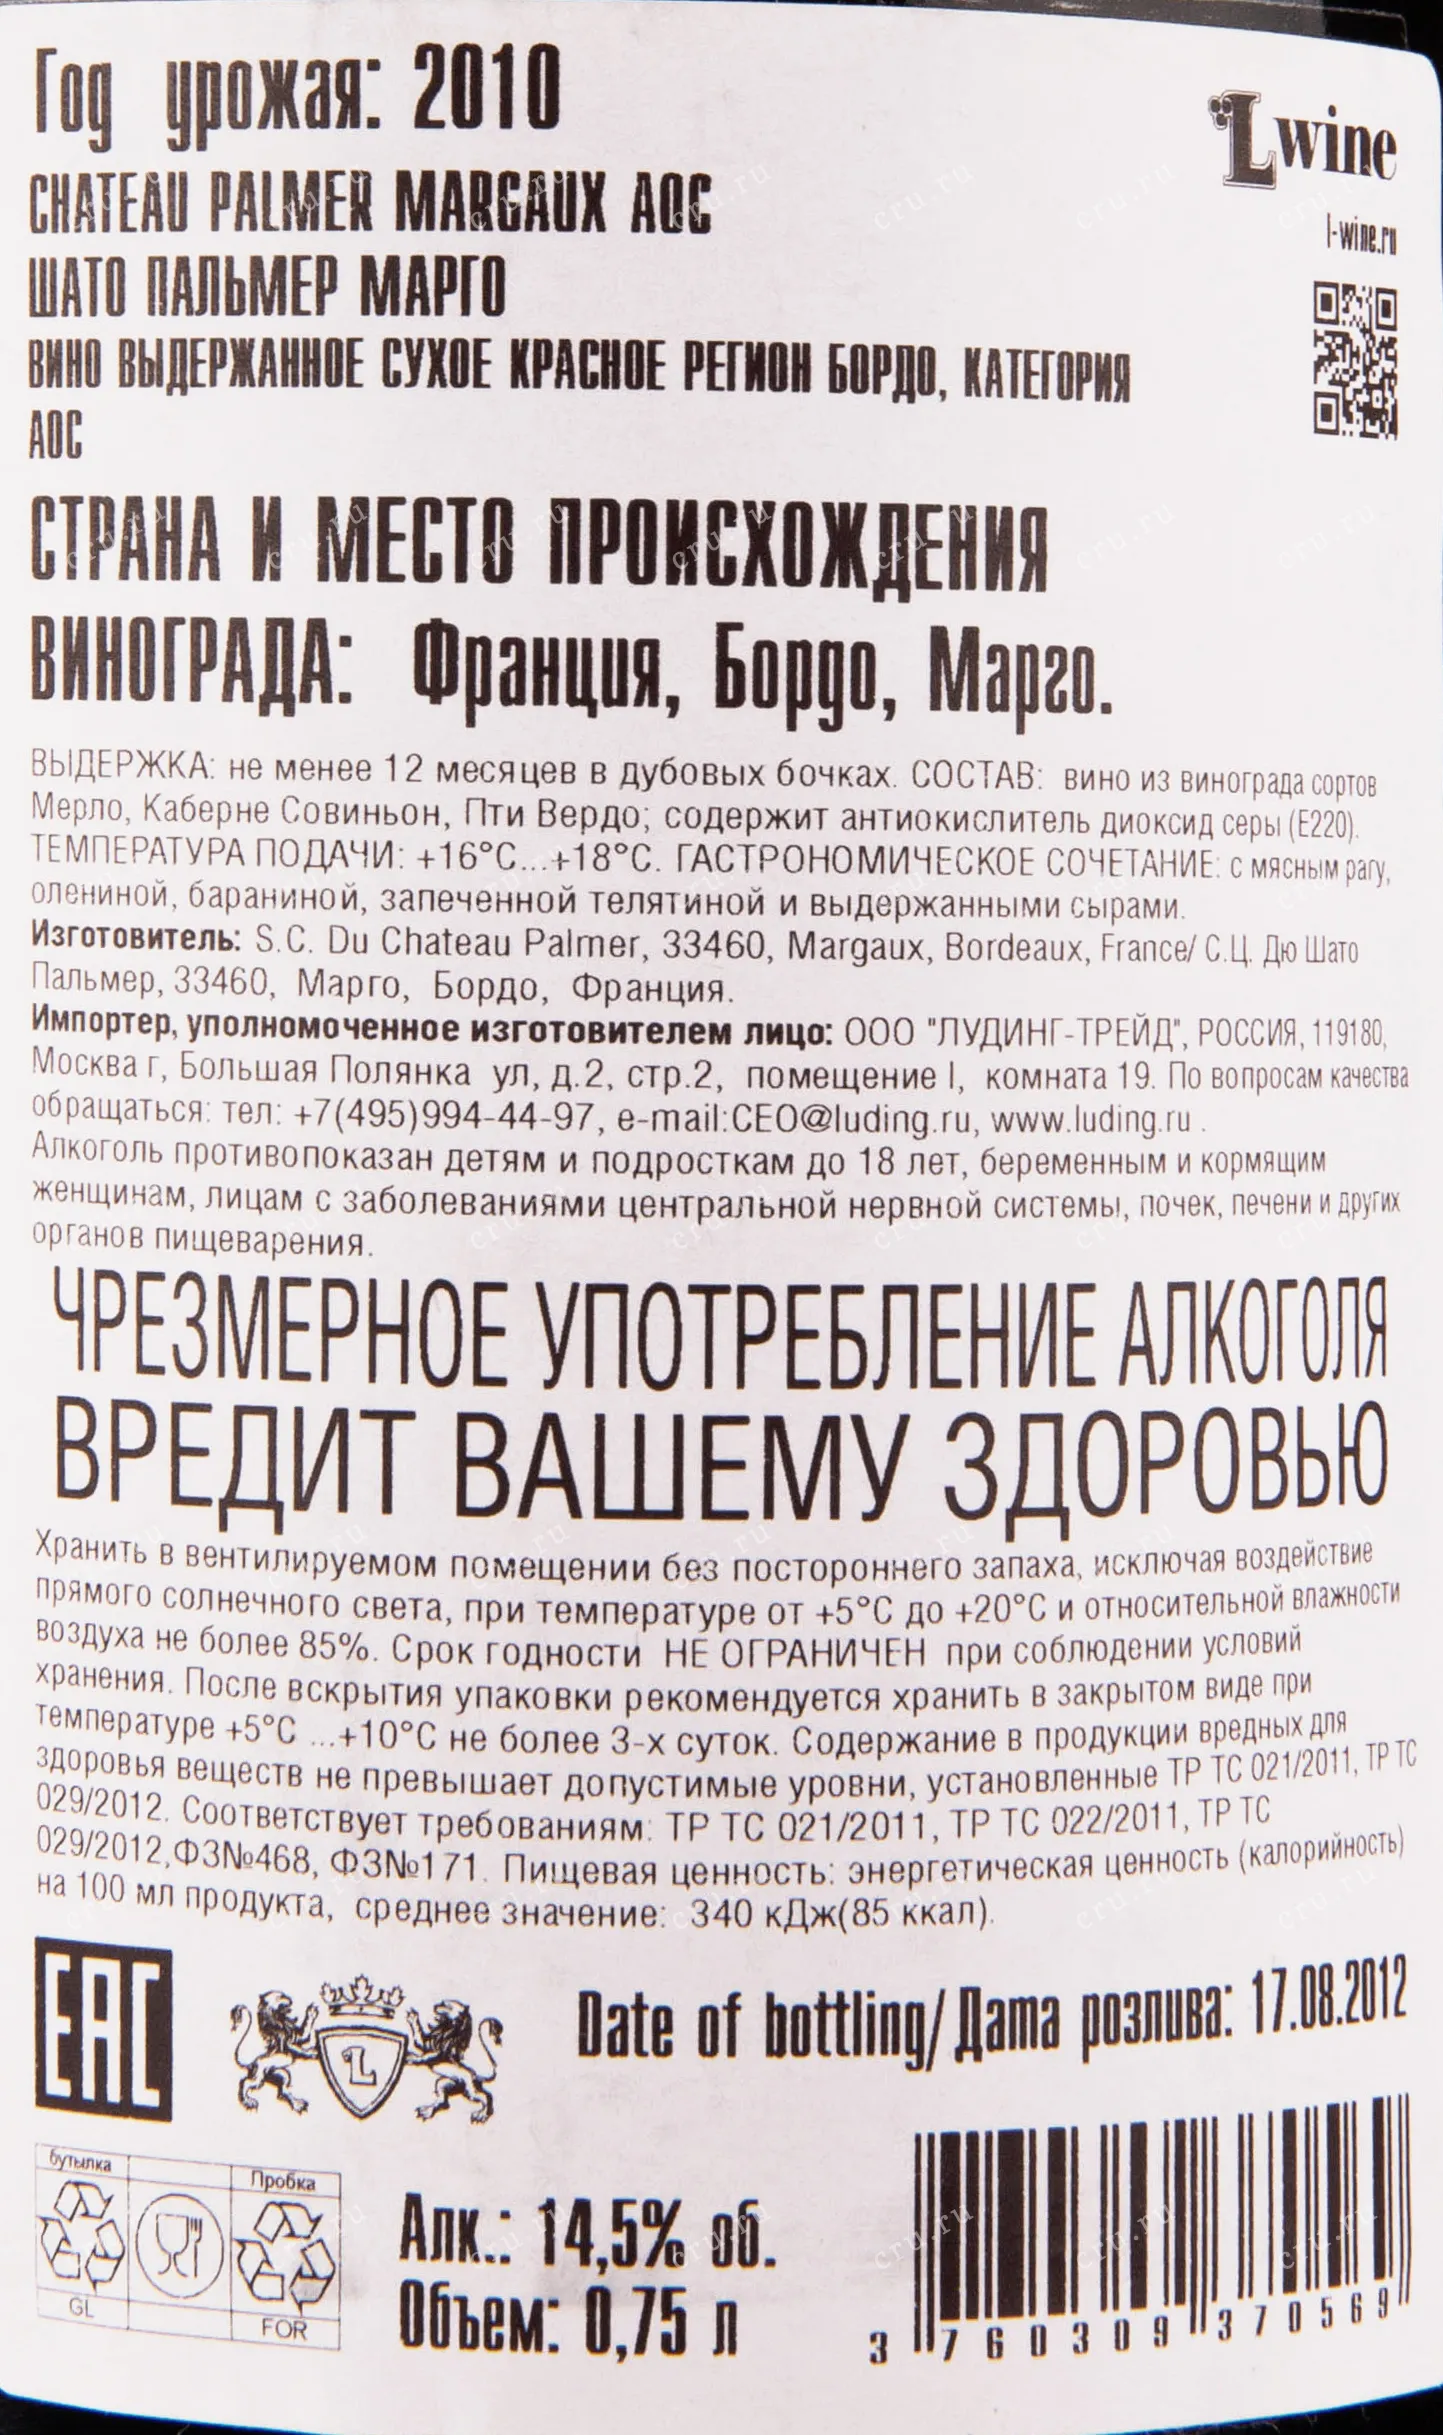 Год урожая: 2010
Lwine
CHATEAU PALMER MARGAUX AOC
l-wine.ru
ШАТО ПАЛЬМЕР МАРГО
ВИНО ВЫДЕРЖАННОЕ СУХОЕ КРАСНОЕ РЕГИОН БОРДО, КАТЕГОРИЯ
АОС
СТРАНА И МЕСТО ПРОИСХОЖДЕНИЯ
ВИНОГРАДА: Франция, Бордо, Марго.
ВЫДЕРЖКА: не менее 12 месяцев в дубовых бочках. СОСТАВ: вино из винограда сортов
Мерло, Каберне Совиньон, Пти Вердо; содержит антиокислитель диоксид серы (Е220).
ТЕМПЕРАТУРА ПОДАЧИ: +16°С...+18°С. ГАСТРОНОМИЧЕСКОЕ СОЧЕТАНИЕ: с мясным рагу,
олениной, бараниной, запеченной телятиной и выдержанными сырами.
Изготовитель: S.C. Du Chateau Palmer, 33460, Margaux, Bordeaux, France/ С.Ц. Дю Шато
Пальмер, 33460, Марго, Бордо, Франция.
Импортер, уполномоченное изготовителем лицо: ООО "ЛУДИНГ-ТРЕЙД", РОССИЯ, 119180,
Москва г, Большая Полянка ул, д.2, стр.2, помещение I, комната 19. По вопросам качества
обращаться: тел: +7(495)994-44-97, e-mail:CEO@luding.ru, www.luding.ru .
Алкоголь противопоказан детям и подросткам до 18 лет, беременным и кормящим
женщинам, лицам с заболеваниями центральной нервной системы, почек, печени и других
органов пищеварения.
ЧРЕЗМЕРНОЕ УПОТРЕБЛЕНИЕ АЛКОГОЛЯ
ВРЕДИТ ВАШЕМУ ЗДОРОВЬЮ
Хранить в вентилируемом помещении без постороннего запаха, исключая воздействие
прямого солнечного света, при температуре от +5°С до +20°С и относительной влажности
воздуха не более 85%. Срок годности НЕ ОГРАНИЧЕН при соблюдении условий
хранения. После вскрытия упаковки рекомендуется хранить в закрытом виде при
температуре +5°С ...+10°С не более 3-х суток. Содержание в продукции вредных для
здоровья веществ не превышает допустимые уровни, установленные ТР ТС 021/2011, ТР ТС
029/2012. Соответствует требованиям: ТР ТС 021/2011, ТР ТС 022/2011, ТР ТС
029/2012,ФЗ№468, ФЗ№171. Пищевая ценность: энергетическая ценность (калорийность)
на 100 мл продукта, среднее значение: 340 кДж(85 ккал).
EAC
L
Date of bottling/ Дата розлива: 17.08.2012
бутылка
Пробка
GL
FOR
Алк.: 14,5% об.
Объем: 0,75 л
3 760309 370569